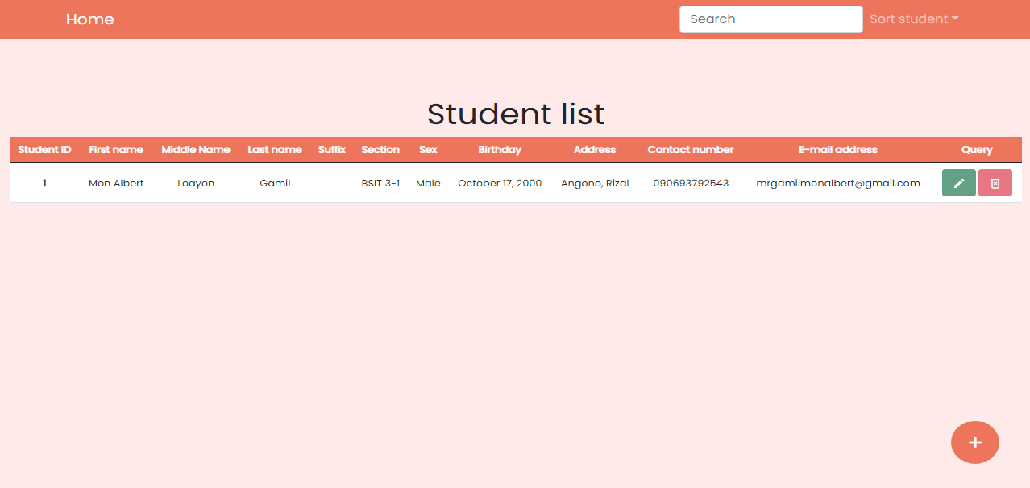 Home Search Sort student
Student list
Student ID First name Middle Name Last name Suffix Section Sex Birthday Address Contact number E-mail address Query
1 Mon Albert Loayon Gamil BSIT 3-1 Male October 17, 2000 Angono, Rizal 090693792543 mrgamilmonalbert@gmail.com